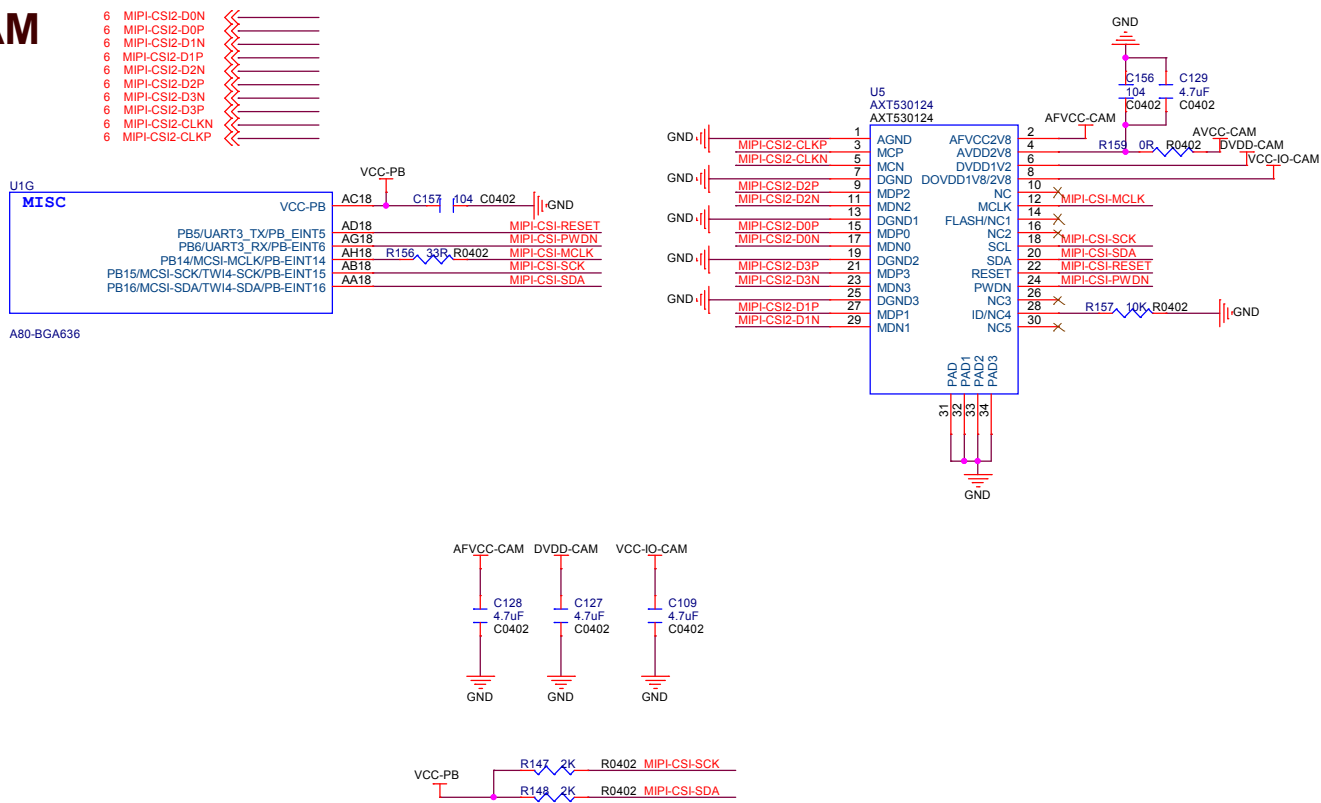 AM
6 MIPI-CSI2-D0N
6 MIPI-CSI2-D0P
6 MIPI-CSI2-D1N
6 MIPI-CSI2-D1P
6 MIPI-CSI2-D2N
6 MIPI-CSI2-D2P
6 MIPI-CSI2-D3N
6 MIPI-CSI2-D3P
6 MIPI-CSI2-CLKN
6 MIPI-CSI2-CLKP
U1G
MISC
VCC-PB
VCC-PB AC18 C157 104 C0402 GND
PB5/UART3_TX/PB_EINT5 AD18 MIPI-CSI-RESET
PB6/UART3_RX/PB-EINT6 AG18 MIPI-CSI-PWDN
PB14/MCSI-MCLK/PB-EINT14 AH18 R156 33R R0402 MIPI-CSI-MCLK
PB15/MCSI-SCK/TWI4-SCK/PB-EINT15 AB18 MIPI-CSI-SCK
PB16/MCSI-SDA/TWI4-SDA/PB-EINT16 AA18 MIPI-CSI-SDA
A80-BGA636
GND
C156
104
C0402
C129
4.7uF
C0402
U5
AXT530124
AXT530124
AFVCC-CAM
AVCC-CAM
DVDD-CAM
VCC-IO-CAM
R159 0R R0402
GND 1 AGND
MIPI-CSI2-CLKP 3 MCP
MIPI-CSI2-CLKN 5 MCN
GND 7 DGND
MIPI-CSI2-D2P 9 MDP2
MIPI-CSI2-D2N 11 MDN2
GND 13 DGND1
MIPI-CSI2-D0P 15 MDP0
MIPI-CSI2-D0N 17 MDN0
GND 19 DGND2
MIPI-CSI2-D3P 21 MDP3
MIPI-CSI2-D3N 23 MDN3
GND 25 DGND3
MIPI-CSI2-D1P 27 MDP1
MIPI-CSI2-D1N 29 MDN1
AFVCC2V8 2
AVDD2V8 4
DVDD1V2 6
DOVDD1V8/2V8 8
NC 10
MCLK 12 MIPI-CSI-MCLK
FLASH/NC1 14
NC2 16
SCL 18 MIPI-CSI-SCK
SDA 20 MIPI-CSI-SDA
RESET 22 MIPI-CSI-RESET
PWDN 24 MIPI-CSI-PWDN
NC3 26
ID/NC4 28 R157 10K R0402 GND
NC5 30
PAD 31
PAD1 32
PAD2 33
PAD3 34
GND
AFVCC-CAM DVDD-CAM VCC-IO-CAM
C128
4.7uF
C0402
C127
4.7uF
C0402
C109
4.7uF
C0402
GND GND GND
VCC-PB
R147 2K R0402 MIPI-CSI-SCK
R148 2K R0402 MIPI-CSI-SDA